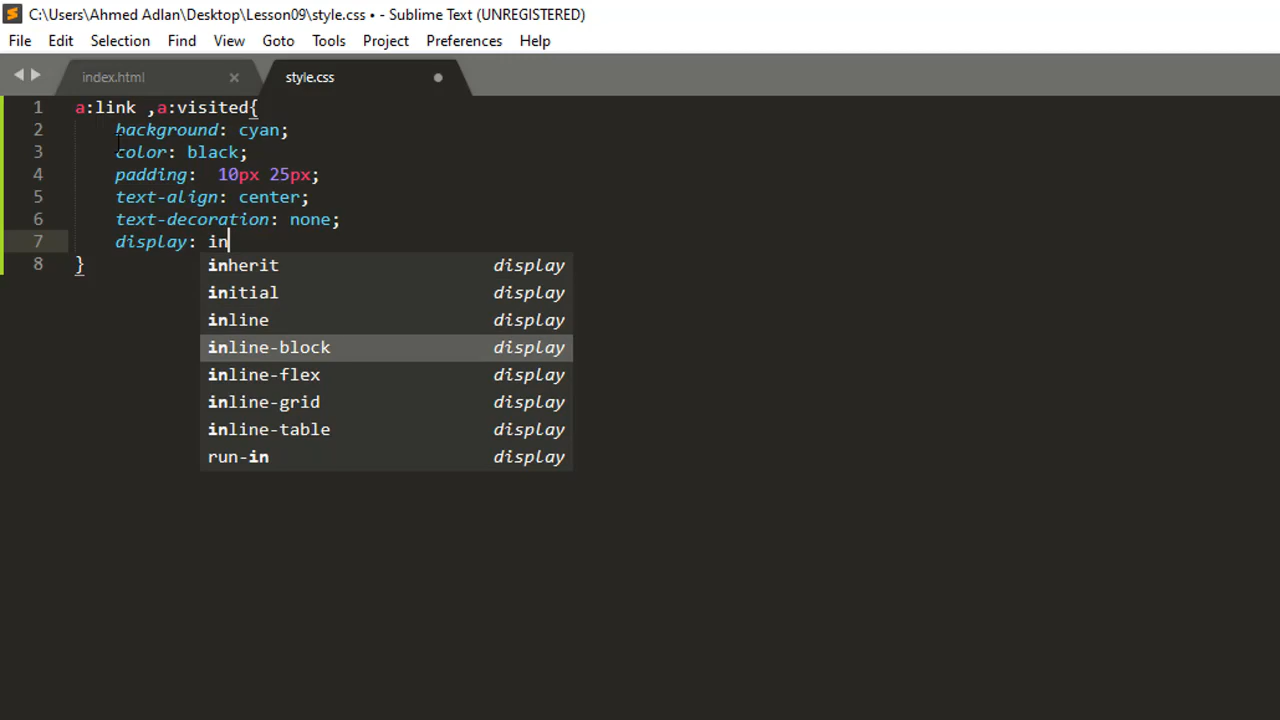 C:\Users\Ahmed Adlan\Desktop\Lesson09\style.css • - Sublime Text (UNREGISTERED)
File Edit Selection Find View Goto Tools Project Preferences Help
index.html style.css
1 a:link ,a:visited{
2 background: cyan;
3 color: black;
4 padding:  10px 25px;
5 text-align: center;
6 text-decoration: none;
7 display: in
8 }
inherit display
initial display
inline display
inline-block display
inline-flex display
inline-grid display
inline-table display
run-in display